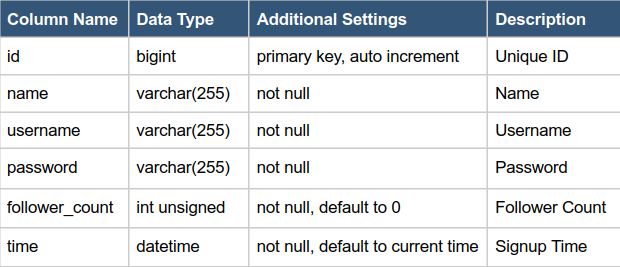 Column Name Data Type Additional Settings Description
id bigint primary key, auto increment Unique ID
name varchar(255) not null Name
username varchar(255) not null Username
password varchar(255) not null Password
follower_count int unsigned not null, default to 0 Follower Count
time datetime not null, default to current time Signup Time